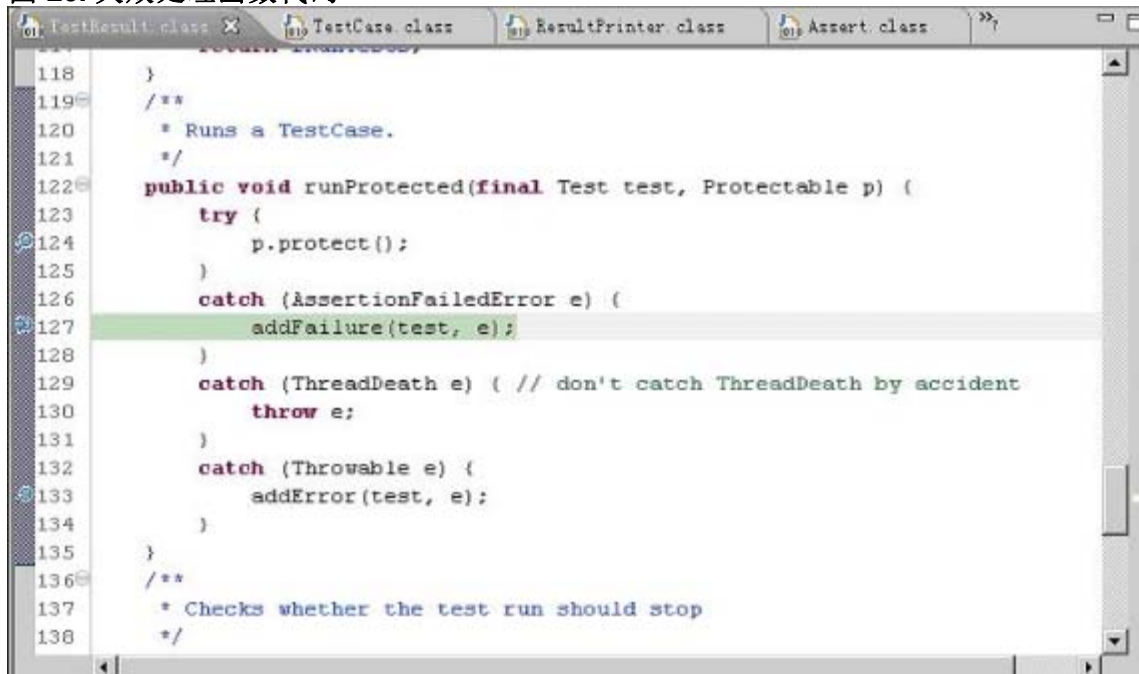 TestResult.class TestCase.class ResultPrinter.class Assert.class »7
118 }
119 /**
120 * Runs a TestCase.
121 */
122 public void runProtected(final Test test, Protectable p) {
123 try {
124 p.protect();
125 }
126 catch (AssertionFailedError e) {
127 addFailure(test, e);
128 }
129 catch (ThreadDeath e) { // don't catch ThreadDeath by accident
130 throw e;
131 }
132 catch (Throwable e) {
133 addError(test, e);
134 }
135 }
136 /**
137 * Checks whether the test run should stop
138 */